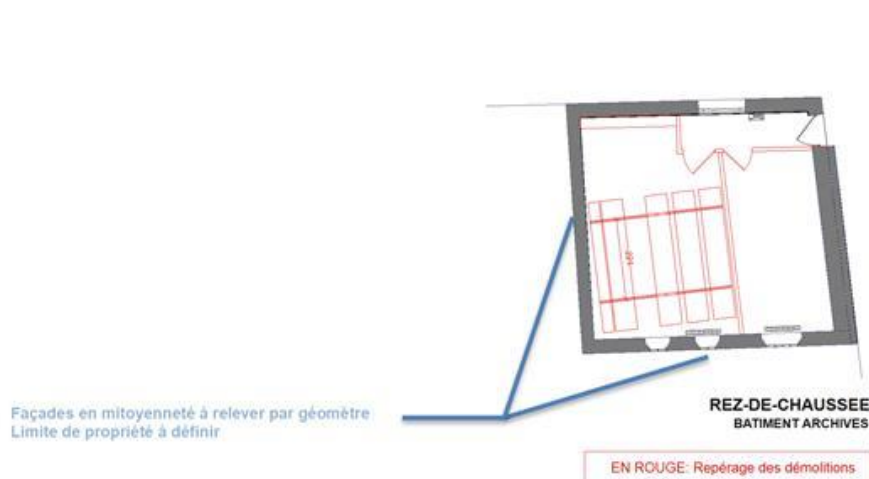 Façades en mitoyenneté à relever par géomètre
Limite de propriété à définir
REZ-DE-CHAUSSEE
BATIMENT ARCHIVES
EN ROUGE: Repérage des démolitions